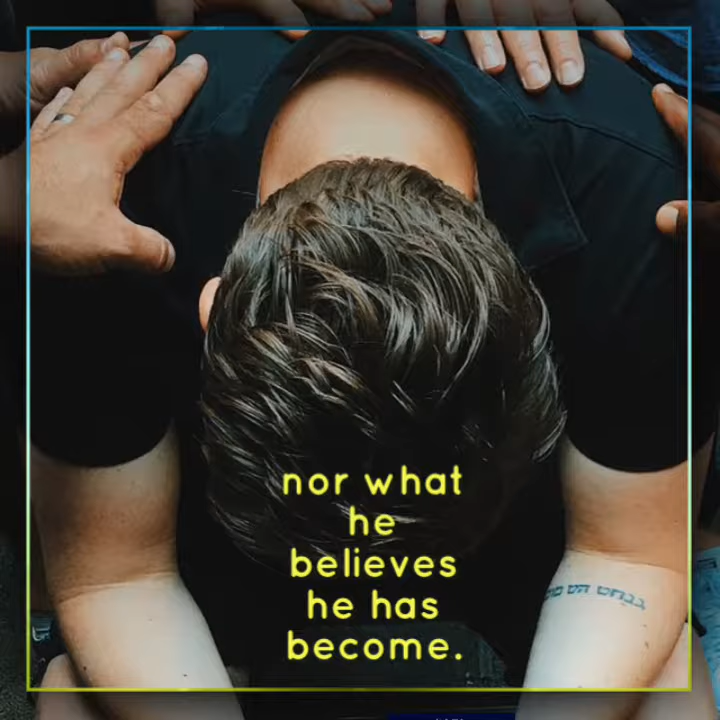 nor what
he
believes
he has
become.